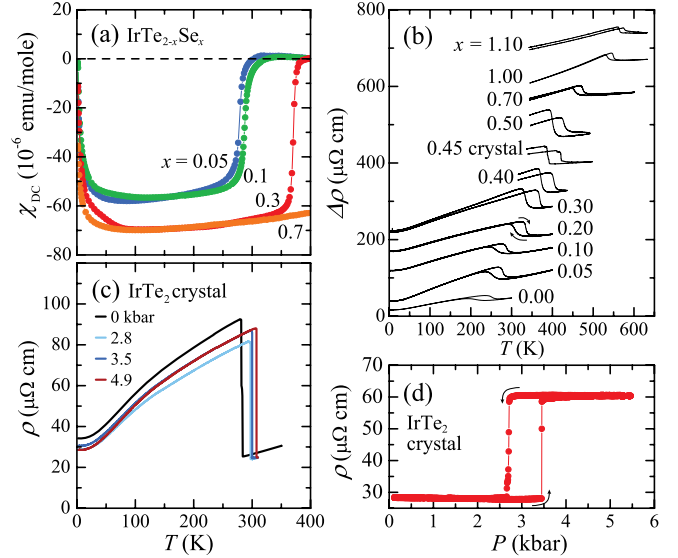 (a) IrTe2-xSex
χDC (10-6 emu/mole)
0
-20
-40
-60
-80
x = 0.05
0.1
0.3
0.7
0 100 200 300 400
(b)
Δρ (μΩ cm)
800
600
400
200
0
x = 1.10
1.00
0.70
0.50
0.45 crystal
0.40
0.30
0.20
0.10
0.05
0.00
0 100 200 300 400 500 600 700
T (K)
(c) IrTe2 crystal
ρ (μΩ cm)
100
80
60
40
20
0
0 kbar
2.8
3.5
4.9
0 100 200 300 400
T (K)
(d)
IrTe2
crystal
ρ (μΩ cm)
70
60
50
40
30
0 1 2 3 4 5 6
P (kbar)